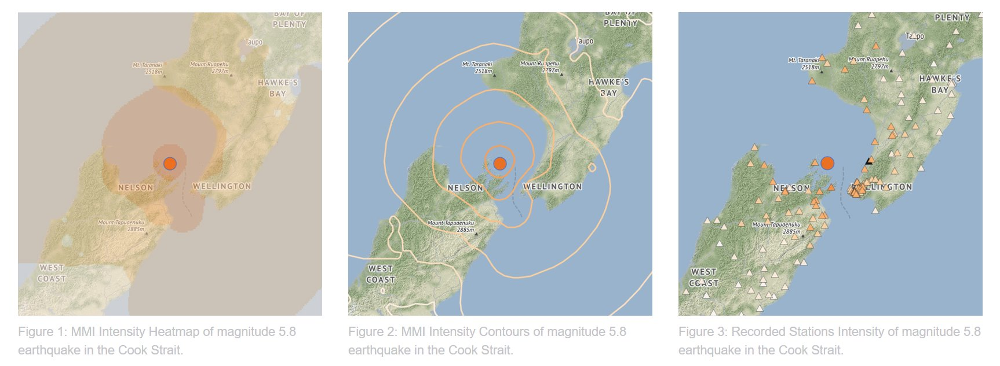 BAY OF
PLENTY
Taupo
Mt. Taranaki
2518m
Mount Ruapehu
2797m
HAWKE'S
BAY
NELSON
WELLINGTON
Mount Tapuaenuku
2885m
WEST
COAST
Figure 1: MMI Intensity Heatmap of magnitude 5.8
earthquake in the Cook Strait.
BAY OF
PLENTY
Taupo
Mt. Taranaki
2518m
Mount Ruapehu
2797m
HAWKE'S
BAY
NELSON
WELLINGTON
Mount Tapuaenuku
2885m
WEST
COAST
Figure 2: MMI Intensity Contours of magnitude 5.8
earthquake in the Cook Strait.
PLENTY
Taupo
Mt. Taranaki
2518m
Mount Ruapehu
2797m
HAWKE'S
BAY
NELSON
ELLINGTON
Mount Tapuaenuku
2885m
WEST
COAST
Figure 3: Recorded Stations Intensity of magnitude 5.8
earthquake in the Cook Strait.